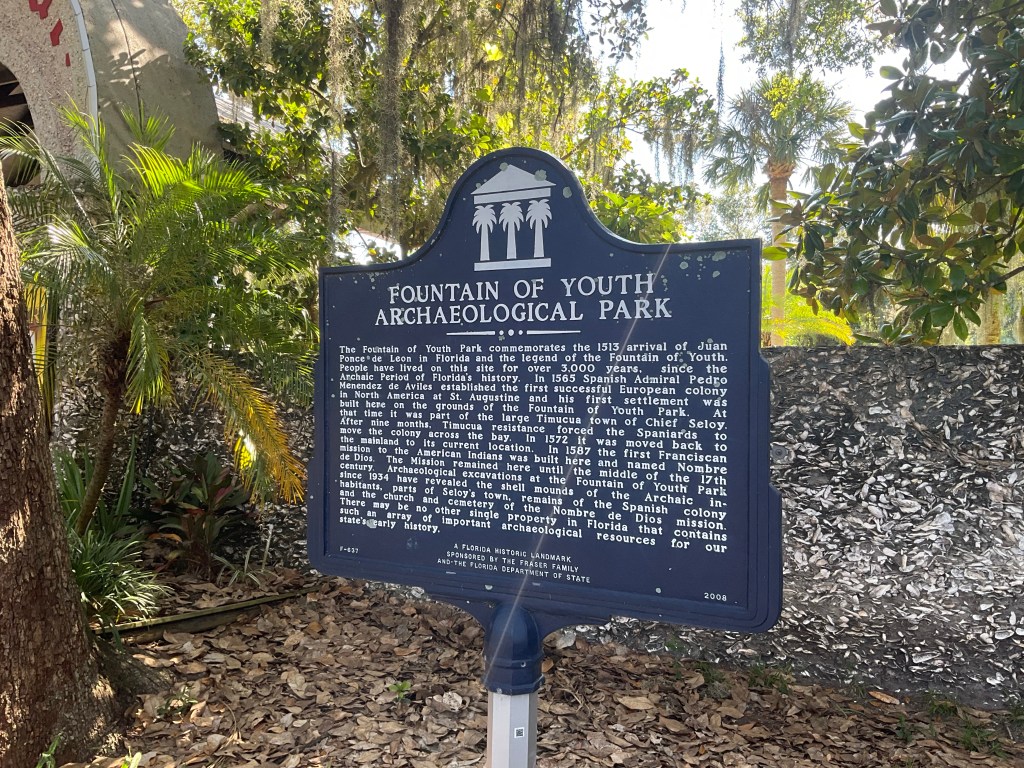 FOUNTAIN OF YOUTH
ARCHAEOLOGICAL PARK
The Fountain of Youth Park commemorates the 1513 arrival of Juan
Ponce de Leon in Florida and the legend of the Fountain of Youth.
People have lived on this site for over 3,000 years, since the
Archaic Period of Florida's history. In 1565 Spanish Admiral Pedro
Menendez de Aviles established the first successful European colony
in North America at St. Augustine and his first settlement was
built here on the grounds of the Fountain of Youth Park. At
that time it was part of the large Timucua town of Chief Seloy.
After nine months, Timucua resistance forced the Spaniards to
move the colony across the bay. In 1572 it was moved back to
the mainland to its current location. In 1587 the first Franciscan
mission to the American Indians was built here and named Nombre
de Dios. The Mission remained here until the middle of the 17th
century. Archaeological excavations at the Fountain of Youth Park
since 1934 have revealed the shell mounds of the Archaic in-
habitants, parts of Seloy's town, remains of the Spanish colony
and the church and cemetery of the Nombre de Dios mission.
There may be no other single property in Florida that contains
such an array of important archaeological resources for our
state's early history.
F-637
A FLORIDA HISTORIC LANDMARK
SPONSORED BY THE FRASER FAMILY
AND THE FLORIDA DEPARTMENT OF STATE
2008